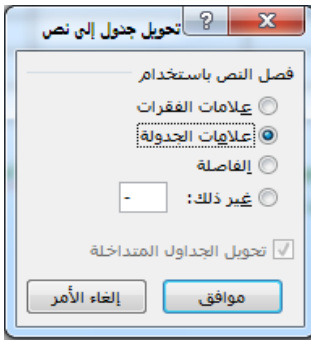 تحويل جدول إلى نص
فصل النص باستخدام
علامات الفقرات
علامات الجدولة
الفاصلة
غير ذلك: -
تحويل الجداول المتداخلة
موافق إلغاء الأمر